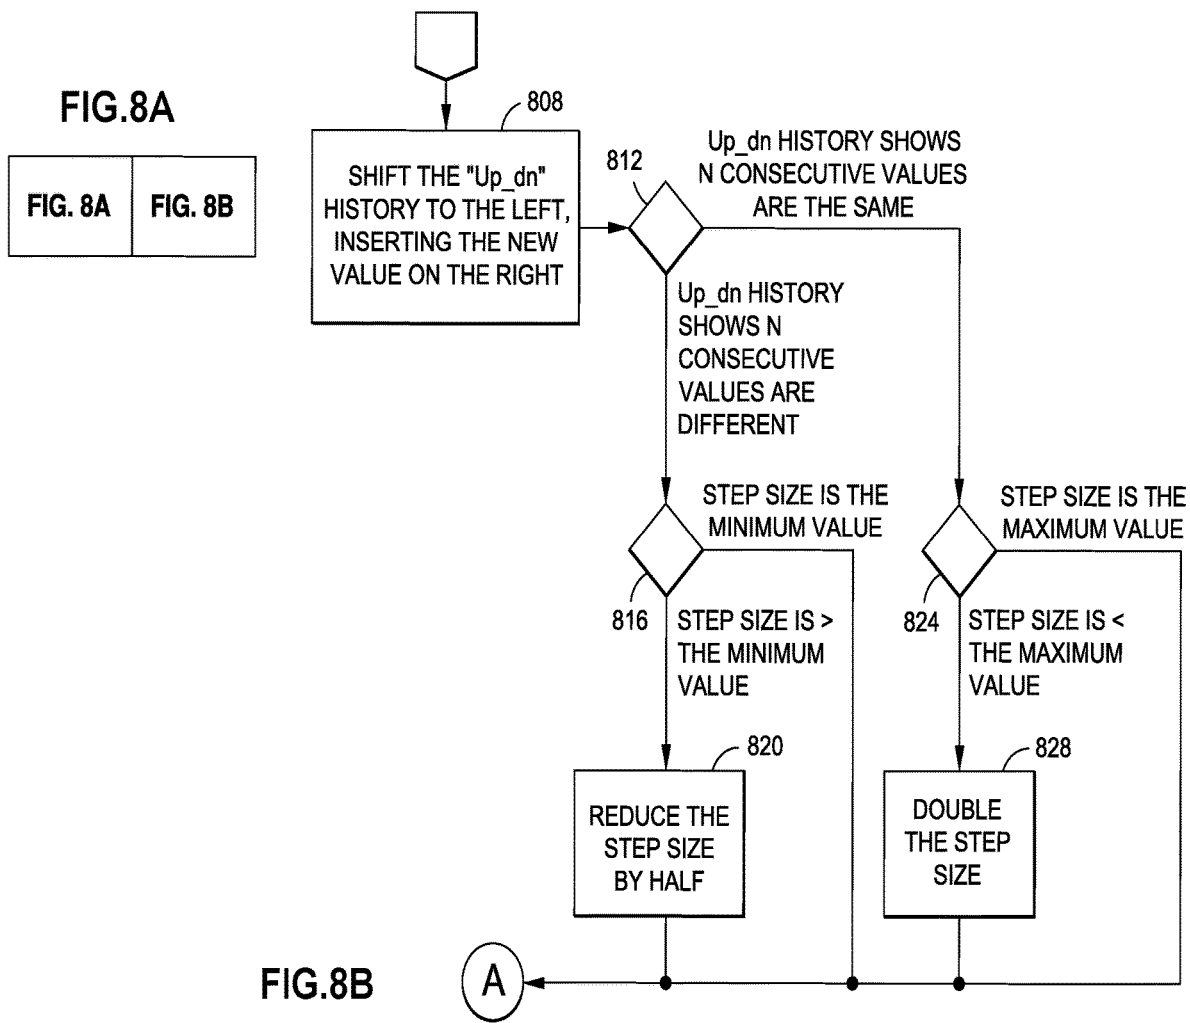 FIG.8A
FIG. 8A
FIG. 8B
808
SHIFT THE "Up_dn"
HISTORY TO THE LEFT,
INSERTING THE NEW
VALUE ON THE RIGHT
812
Up_dn HISTORY SHOWS
N CONSECUTIVE VALUES
ARE THE SAME
Up_dn HISTORY
SHOWS N
CONSECUTIVE
VALUES ARE
DIFFERENT
STEP SIZE IS THE
MINIMUM VALUE
STEP SIZE IS THE
MAXIMUM VALUE
816
STEP SIZE IS >
THE MINIMUM
VALUE
824
STEP SIZE IS <
THE MAXIMUM
VALUE
820
REDUCE THE
STEP SIZE
BY HALF
828
DOUBLE
THE STEP
SIZE
FIG.8B
A